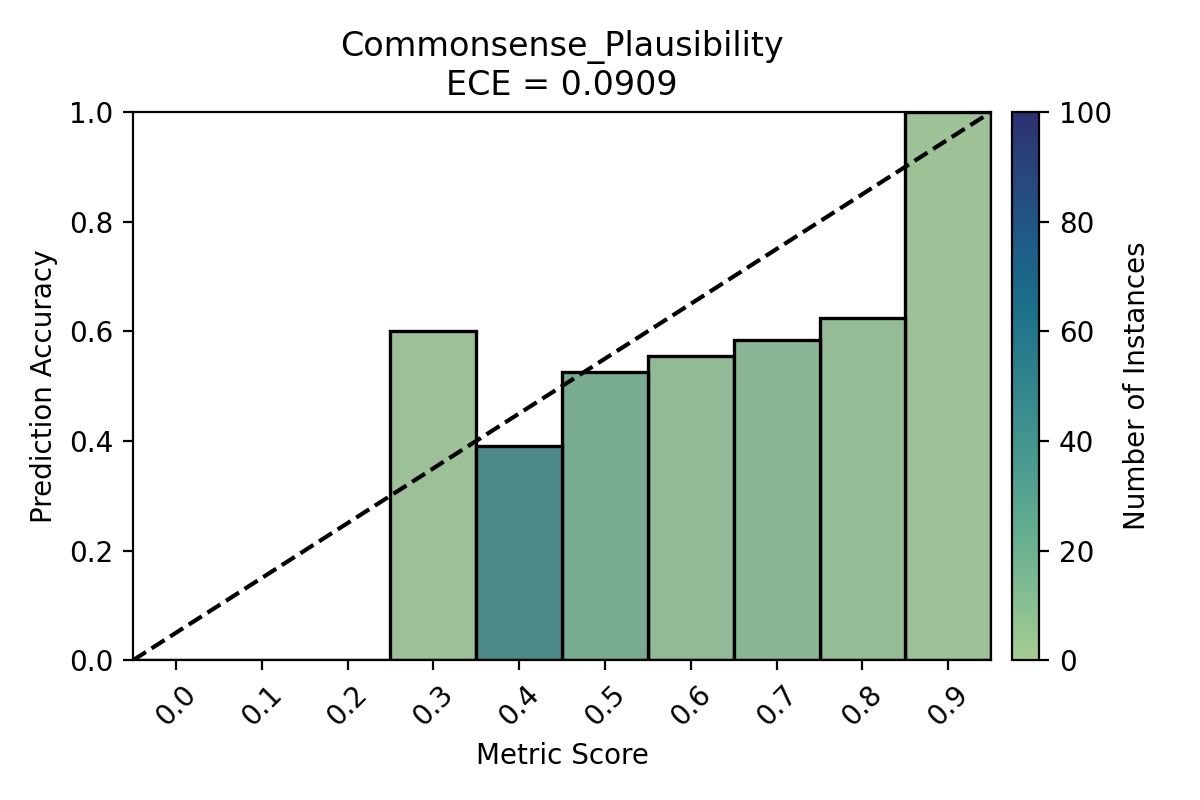 Commonsense_Plausibility
ECE = 0.0909
Prediction Accuracy
1.0
0.8
0.6
0.4
0.2
0.0
0.0 0.1 0.2 0.3 0.4 0.5 0.6 0.7 0.8 0.9
Metric Score
100
80
60
40
20
0
Number of Instances